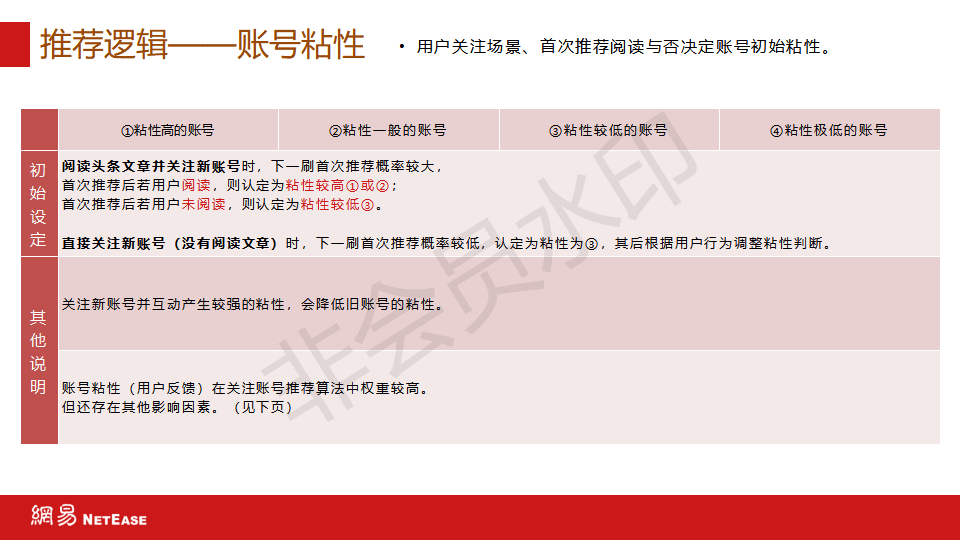 推荐逻辑——账号粘性
• 用户关注场景、首次推荐阅读与否决定账号初始粘性。
①粘性高的账号
②粘性一般的账号
③粘性较低的账号
④粘性极低的账号
初始设定
阅读头条文章并关注新账号时，下一刷首次推荐概率较大，
首次推荐后若用户阅读，则认定为粘性较高①或②；
首次推荐后若用户未阅读，则认定为粘性较低③。
直接关注新账号（没有阅读文章）时，下一刷首次推荐概率较低，认定为粘性为③，其后根据用户行为调整粘性判断。
其他说明
关注新账号并互动产生较强的粘性，会降低旧账号的粘性。
账号粘性（用户反馈）在关注账号推荐算法中权重较高。
但还存在其他影响因素。（见下页）
非会员水印
網易 NETEASE